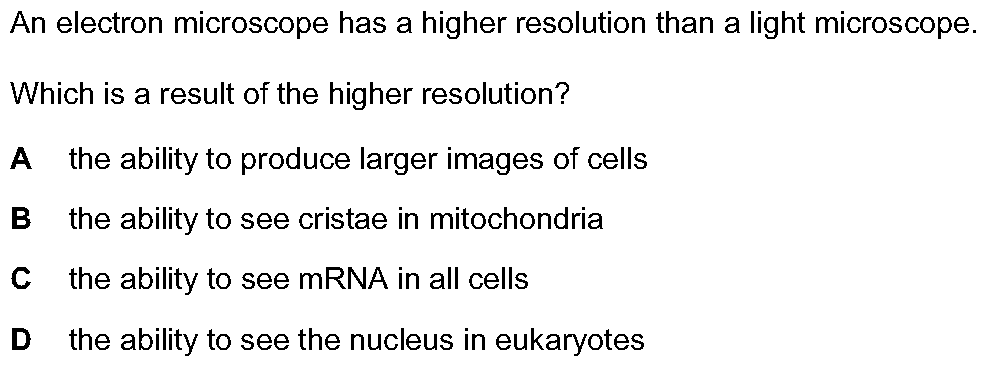 An electron microscope has a higher resolution than a light microscope.
Which is a result of the higher resolution?
A the ability to produce larger images of cells
B the ability to see cristae in mitochondria
C the ability to see mRNA in all cells
D the ability to see the nucleus in eukaryotes